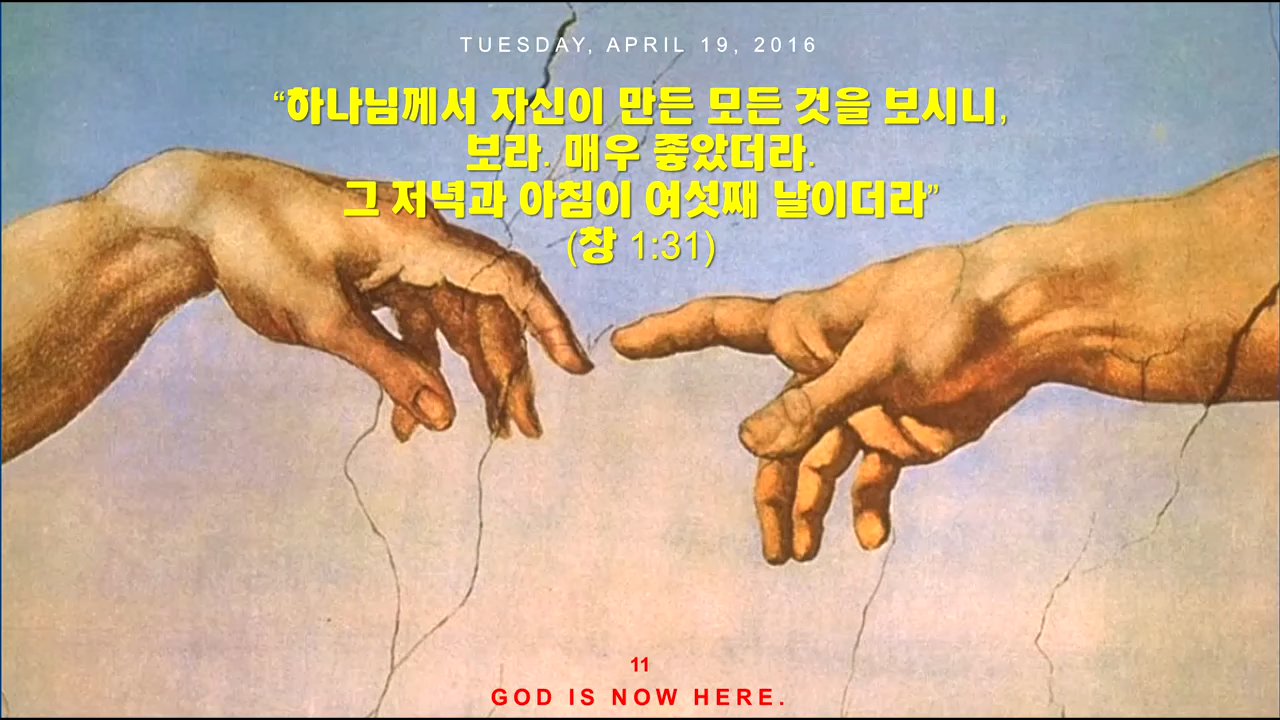 TUESDAY, APRIL 19, 2016
“하나님께서 자신이 만든 모든 것을 보시니,
보라. 매우 좋았더라.
그 저녁과 아침이 여섯째 날이더라”
(창 1:31)
11
GOD IS NOW HERE.